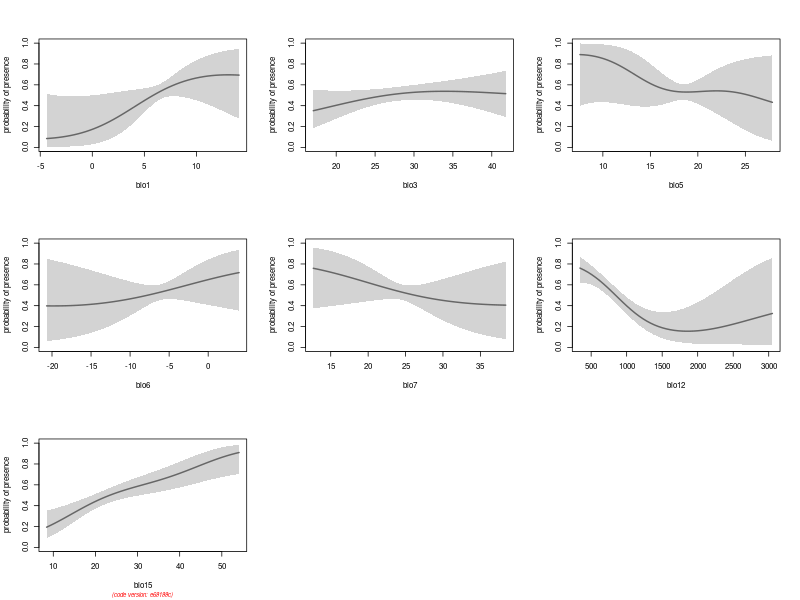 probability of presence
0.0 0.2 0.4 0.6 0.8 1.0
-5 0 5 10
bio1
probability of presence
0.0 0.2 0.4 0.6 0.8 1.0
20 25 30 35 40
bio3
probability of presence
0.0 0.2 0.4 0.6 0.8 1.0
10 15 20 25
bio5
probability of presence
0.0 0.2 0.4 0.6 0.8 1.0
-20 -15 -10 -5 0
bio6
probability of presence
0.0 0.2 0.4 0.6 0.8 1.0
15 20 25 30 35
bio7
probability of presence
0.0 0.2 0.4 0.6 0.8 1.0
500 1000 1500 2000 2500 3000
bio12
probability of presence
0.0 0.2 0.4 0.6 0.8 1.0
10 20 30 40 50
bio15
(code version: